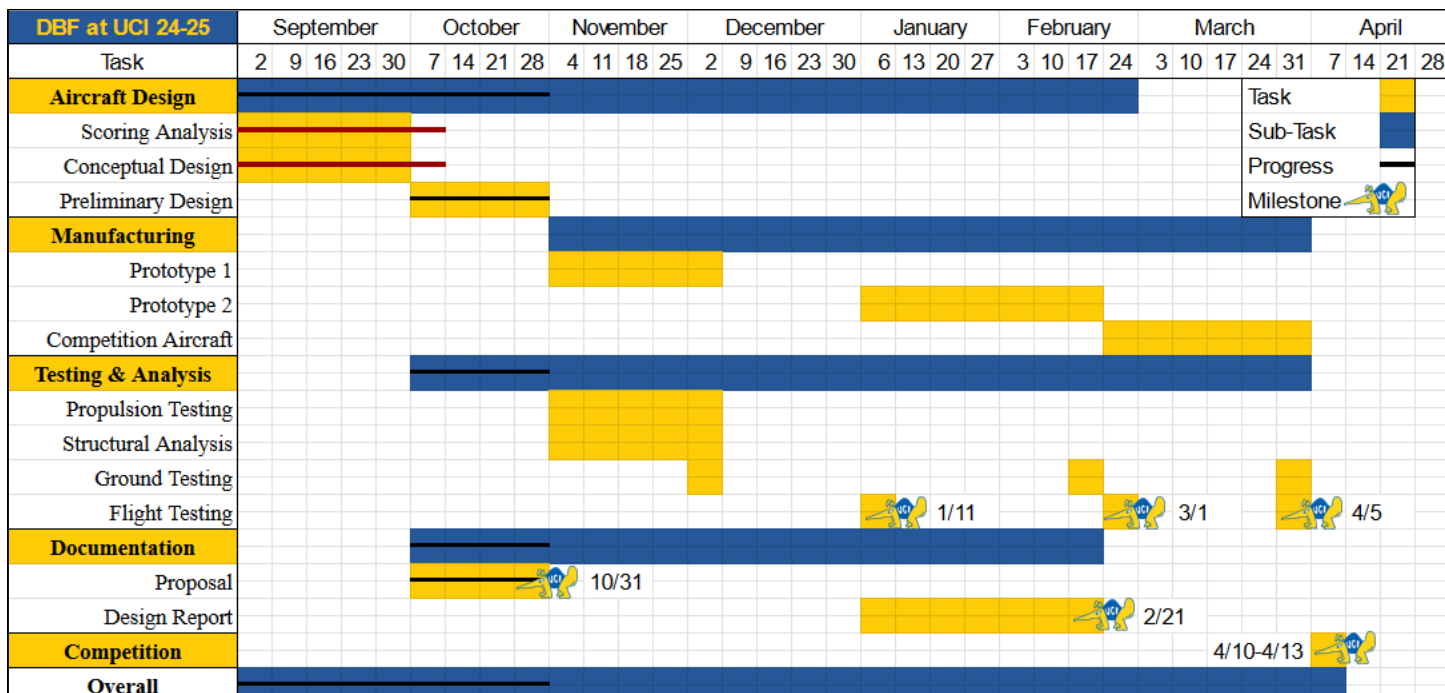 DBF at UCI 24-25 September October November December January February March April
Task 2 9 16 23 30 7 14 21 28 4 11 18 25 2 9 16 23 30 6 13 20 27 3 10 17 24 3 10 17 24 31 7 14 21 28
Aircraft Design Task
Scoring Analysis Sub-Task
Conceptual Design Progress
Preliminary Design Milestone UCI
Manufacturing
Prototype 1
Prototype 2
Competition Aircraft
Testing & Analysis
Propulsion Testing
Structural Analysis
Ground Testing
Flight Testing UCI 1/11 UCI 3/1 UCI 4/5
Documentation
Proposal UCI 10/31
Design Report UCI 2/21
Competition 4/10-4/13 UCI
Overall